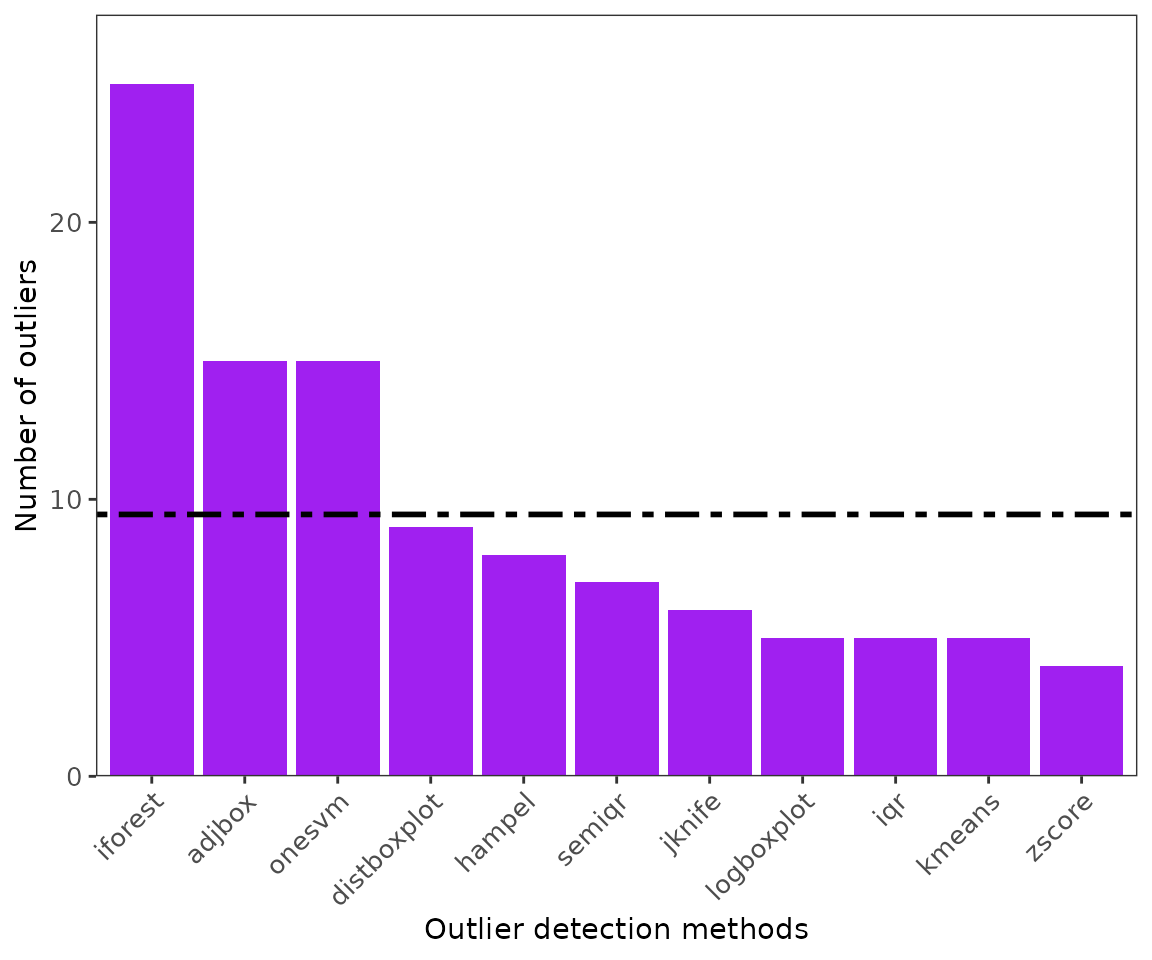 Number of outliers
20
10
0
iforest
adjbox
onesvm
distboxplot
hampel
semiqr
jknife
logboxplot
iqr
kmeans
zscore
Outlier detection methods